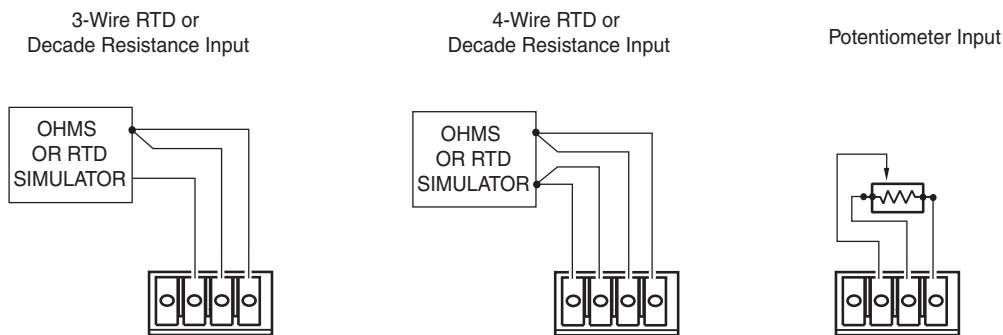 3-Wire RTD or
Decade Resistance Input
4-Wire RTD or
Decade Resistance Input
Potentiometer Input
OHMS
OR RTD
SIMULATOR
OHMS
OR RTD
SIMULATOR